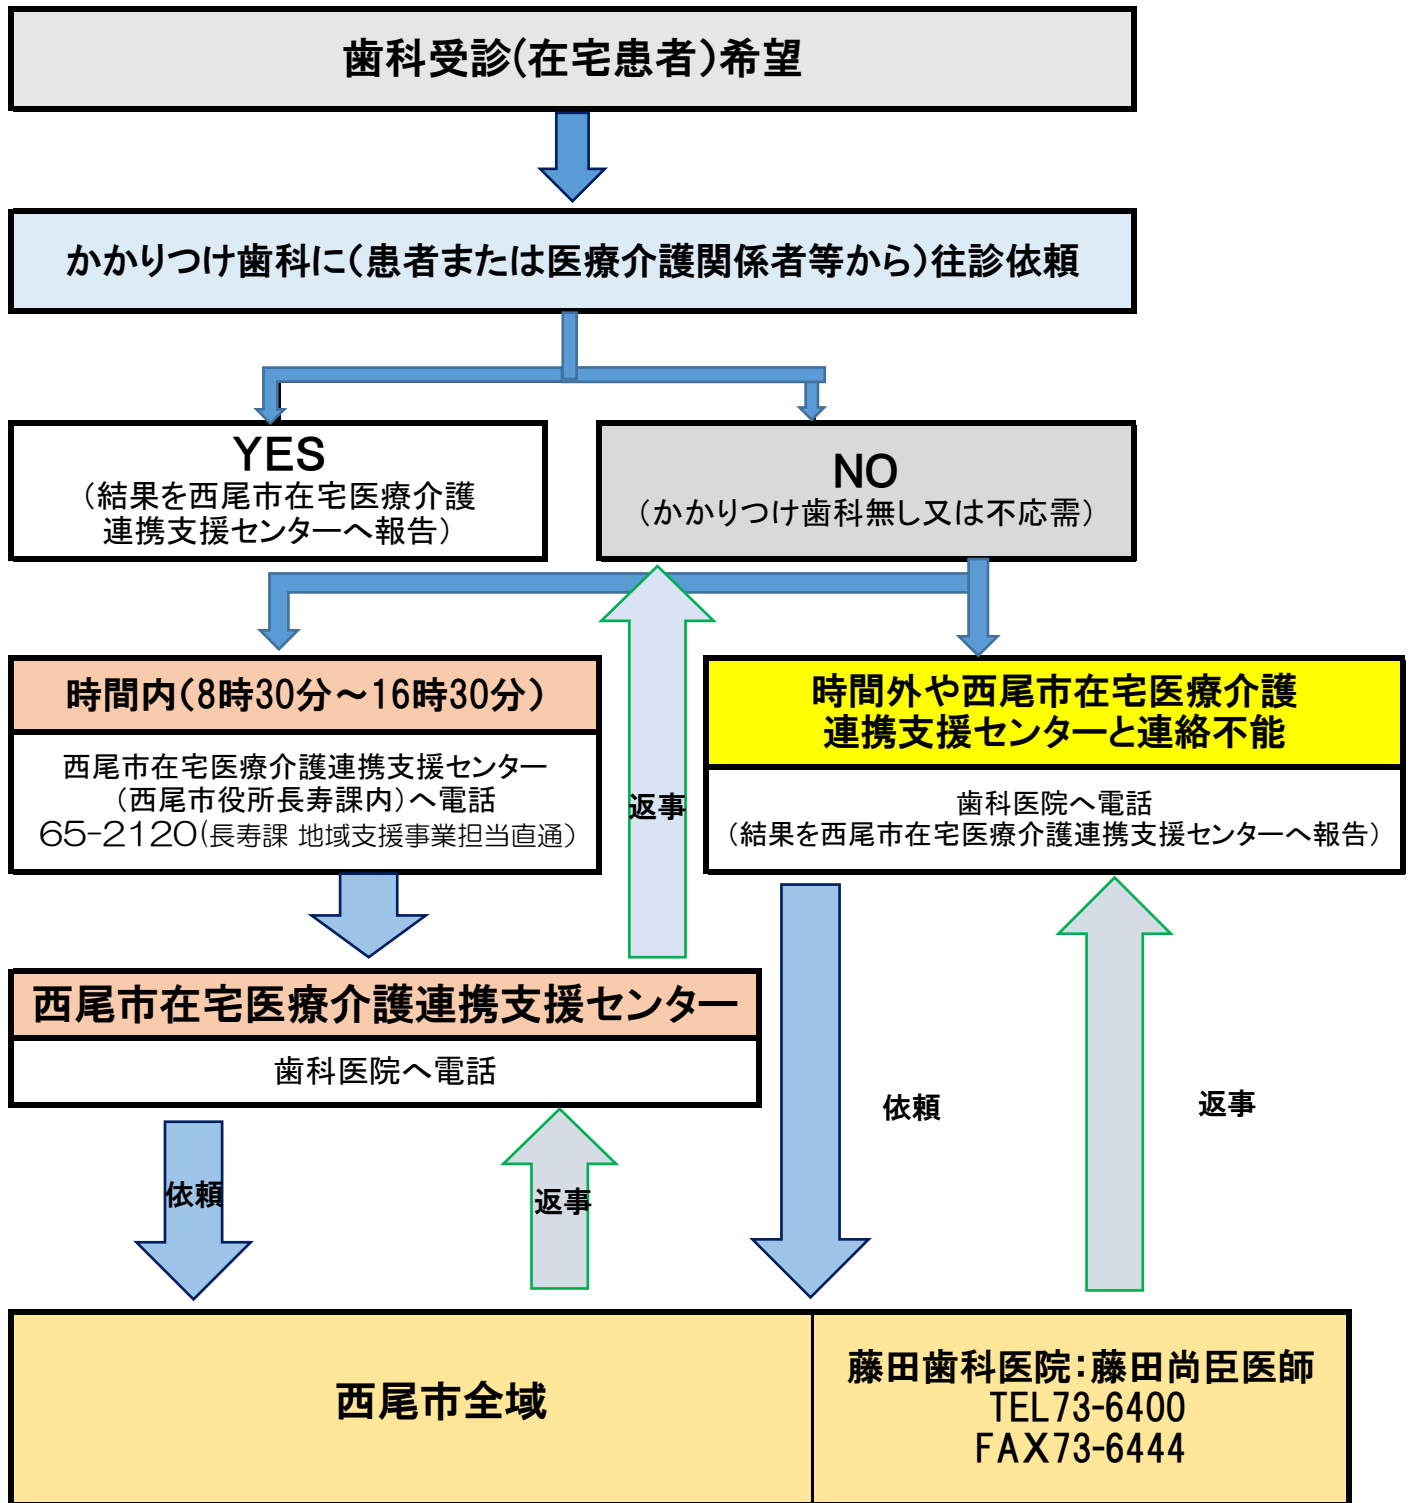 歯科受診(在宅患者)希望
かかりつけ歯科に(患者または医療介護関係者等から)往診依頼
YES
(結果を西尾市在宅医療介護
連携支援センターへ報告)
NO
(かかりつけ歯科無し又は不応需)
時間内(8時30分～16時30分)
西尾市在宅医療介護連携支援センター
(西尾市役所長寿課内)へ電話
65-2120(長寿課 地域支援事業担当直通)
時間外や西尾市在宅医療介護
連携支援センターと連絡不能
歯科医院へ電話
(結果を西尾市在宅医療介護連携支援センターへ報告)
返事
西尾市在宅医療介護連携支援センター
歯科医院へ電話
依頼
返事
依頼
返事
西尾市全域
藤田歯科医院：藤田尚臣医師
TEL73-6400
FAX73-6444